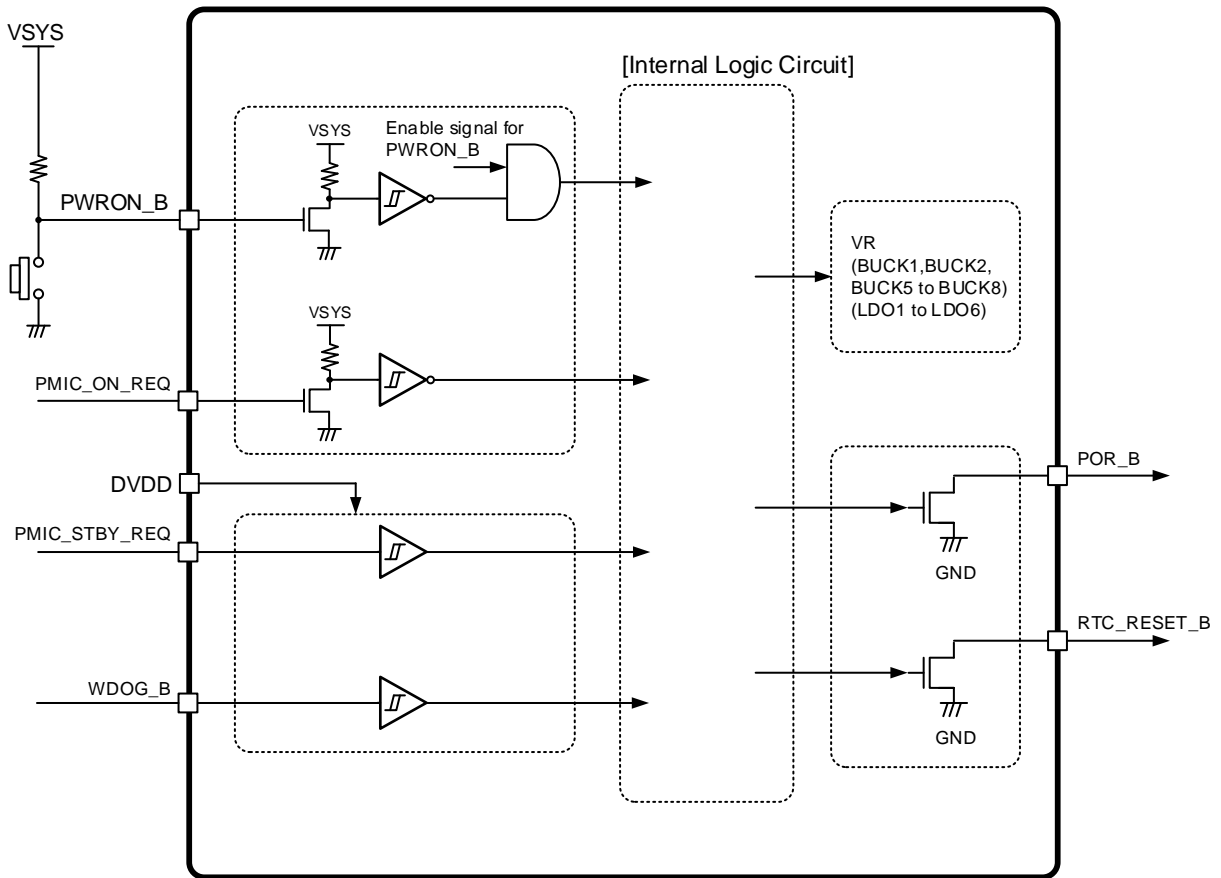 VSYS
[Internal Logic Circuit]
VSYS
Enable signal for
PWRON_B
PWRON_B
VR
(BUCK1,BUCK2,
BUCK5 to BUCK8)
(LDO1 to LDO6)
VSYS
PMIC_ON_REQ
DVDD
POR_B
PMIC_STBY_REQ
GND
RTC_RESET_B
WDOG_B
GND